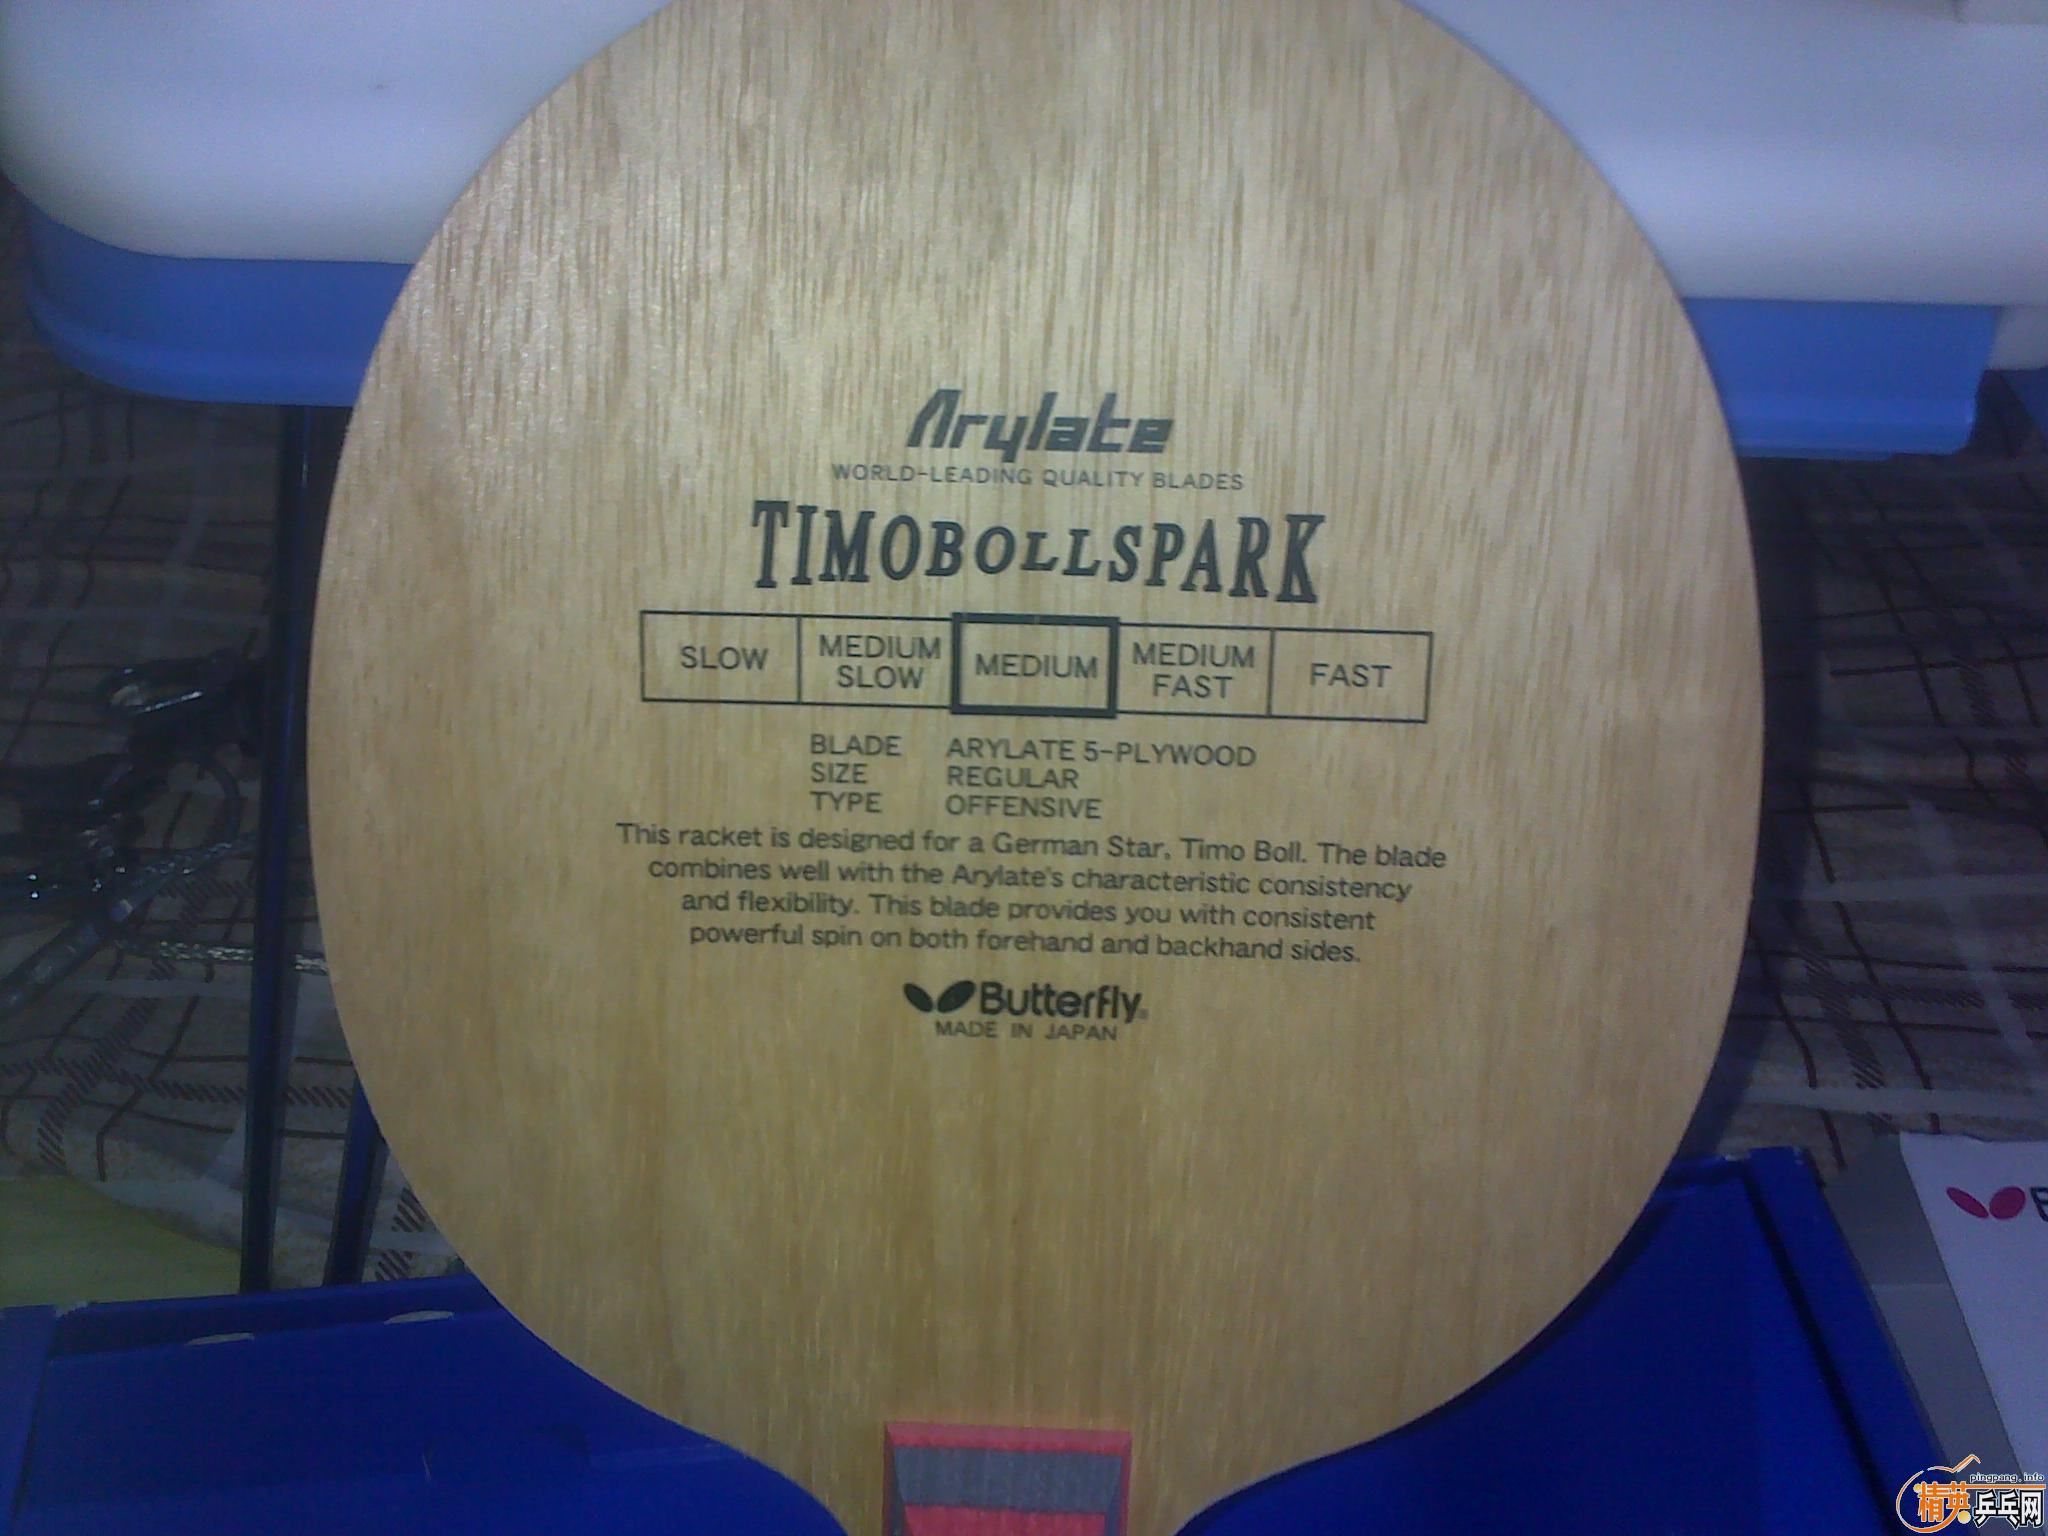 Arylate
WORLD-LEADING QUALITY BLADES
TIMOBOLLSPARK
SLOW
MEDIUM SLOW
MEDIUM
MEDIUM FAST
FAST
BLADE ARYLATE 5-PLYWOOD
SIZE REGULAR
TYPE OFFENSIVE
This racket is designed for a German Star, Timo Boll. The blade
combines well with the Arylate's characteristic consistency
and flexibility. This blade provides you with consistent
powerful spin on both forehand and backhand sides.
Butterfly®
MADE IN JAPAN
pingpang.info
精英乒乓网